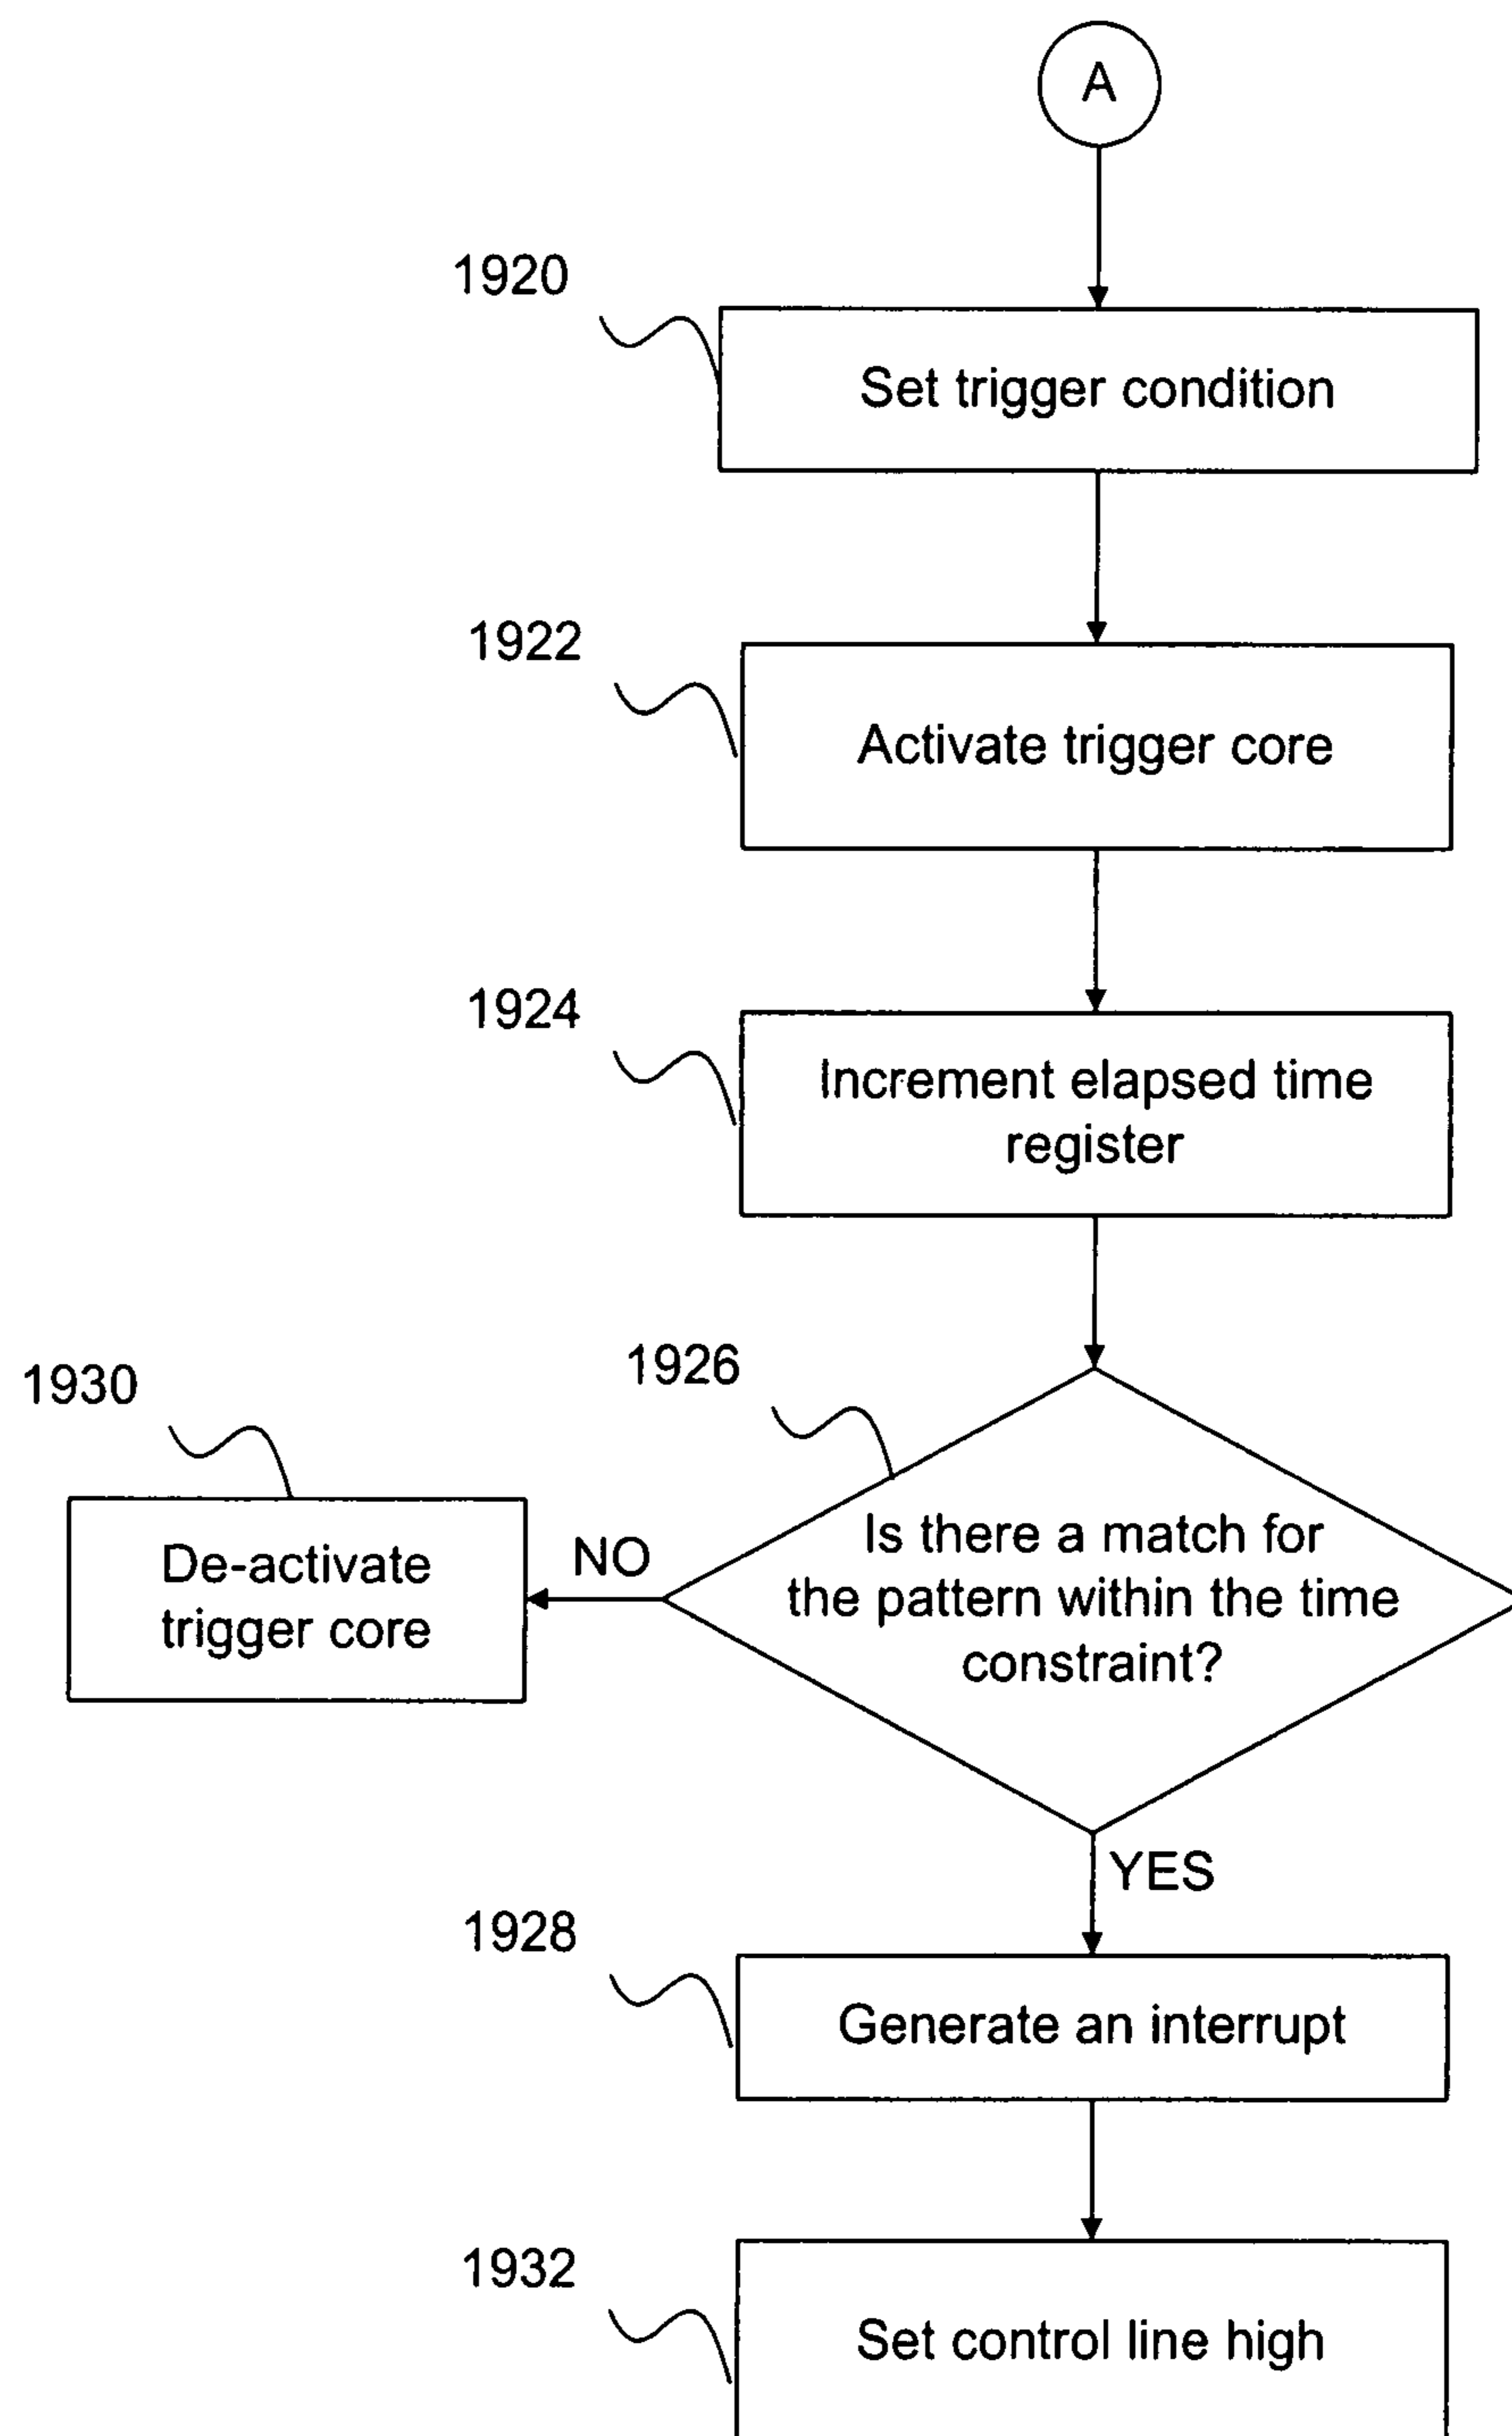 A
1920
Set trigger condition
1922
Activate trigger core
1924
Increment elapsed time
register
1926
1930
Is there a match for
the pattern within the time
constraint?
NO
De-activate
trigger core
YES
1928
Generate an interrupt
1932
Set control line high